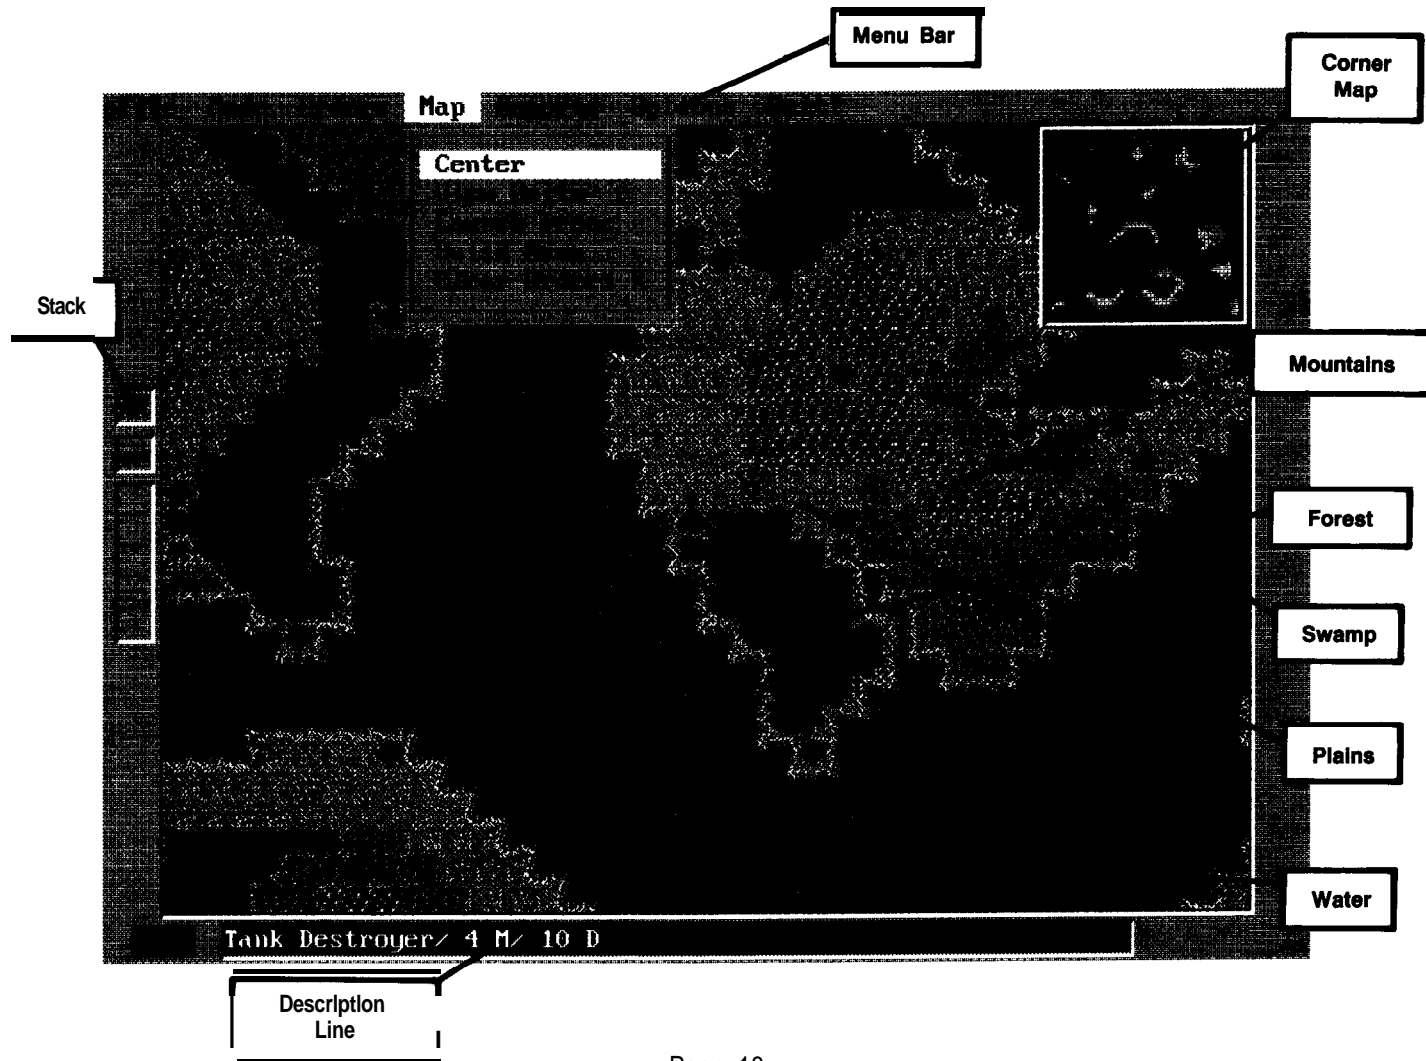 Menu Bar
Corner
Map
Map
Center
Stack
Mountains
Forest
Swamp
Plains
Water
Tank Destroyer/ 4 M/ 10 D
Description
Line